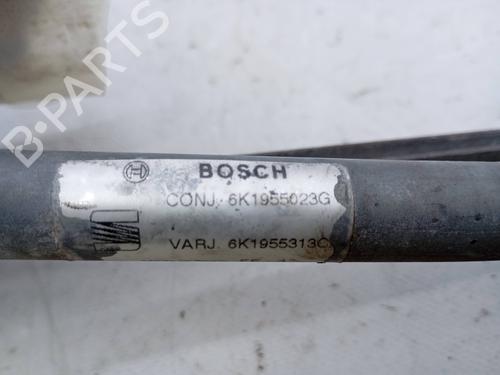 B-PARTS
BOSCH
CONJ. 6K1955023G
VARJ. 6K1955313C